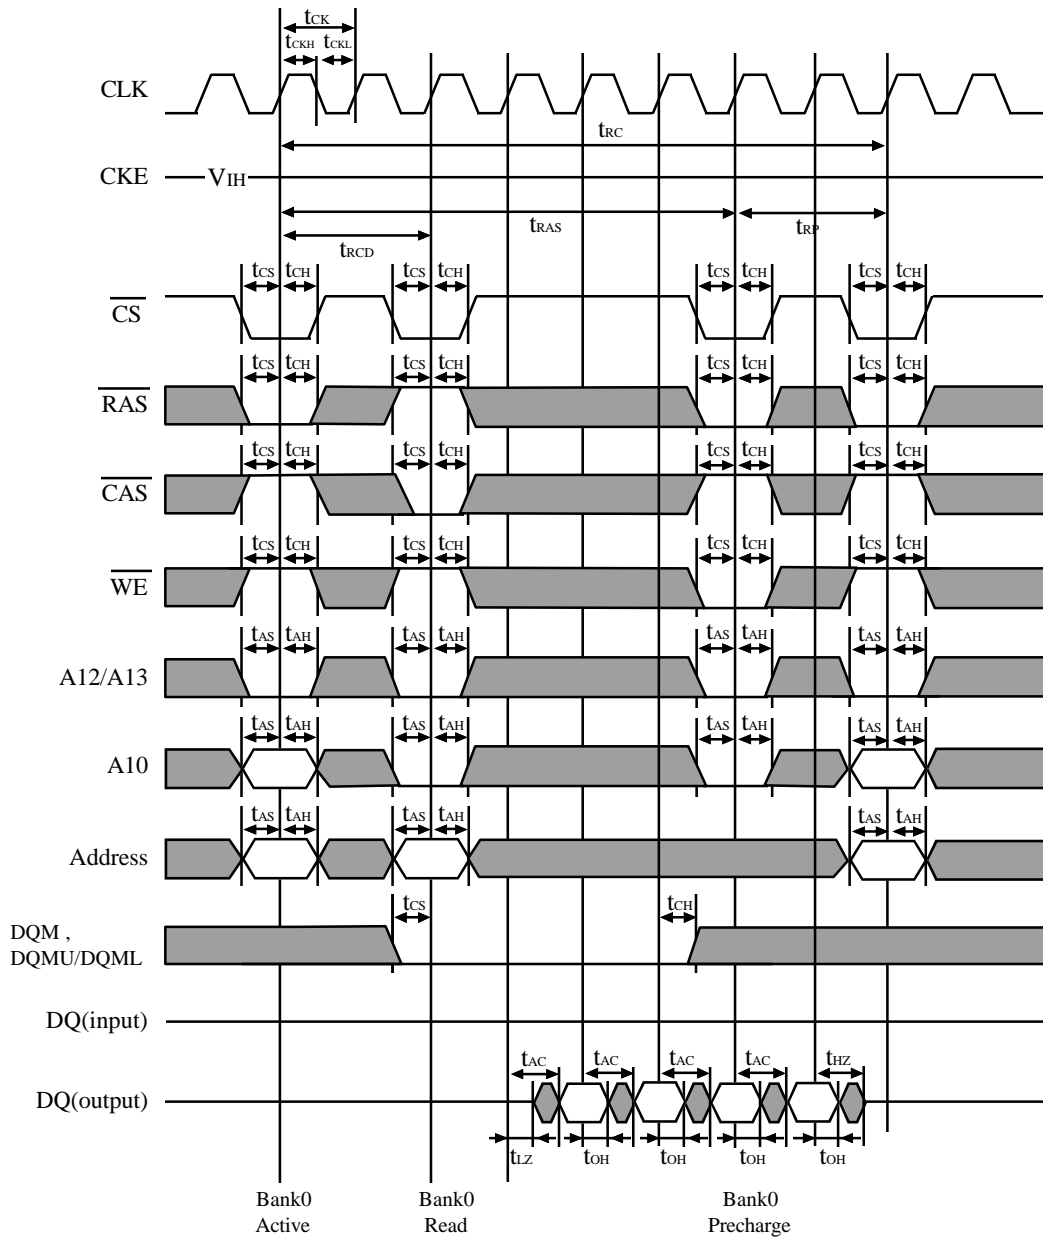 tCK
tCKH tCKL
CLK
tRC
CKE VIH
tRAS tRP
tRCD
tCS tCH tCS tCH tCS tCH tCS tCH
CS
tCS tCH tCS tCH tCS tCH tCS tCH
RAS
tCS tCH tCS tCH tCS tCH tCS tCH
CAS
tCS tCH tCS tCH tCS tCH tCS tCH
WE
tAS tAH tAS tAH tAS tAH tAS tAH
A12/A13
tAS tAH tAS tAH tAS tAH tAS tAH
A10
tAS tAH tAS tAH tAS tAH
Address
tCS tCH
DQM ,
DQMU/DQML
DQ(input)
tAC tAC tAC tAC tHZ
DQ(output)
tLZ tOH tOH tOH tOH
Bank0 Bank0 Bank0
Active Read Precharge